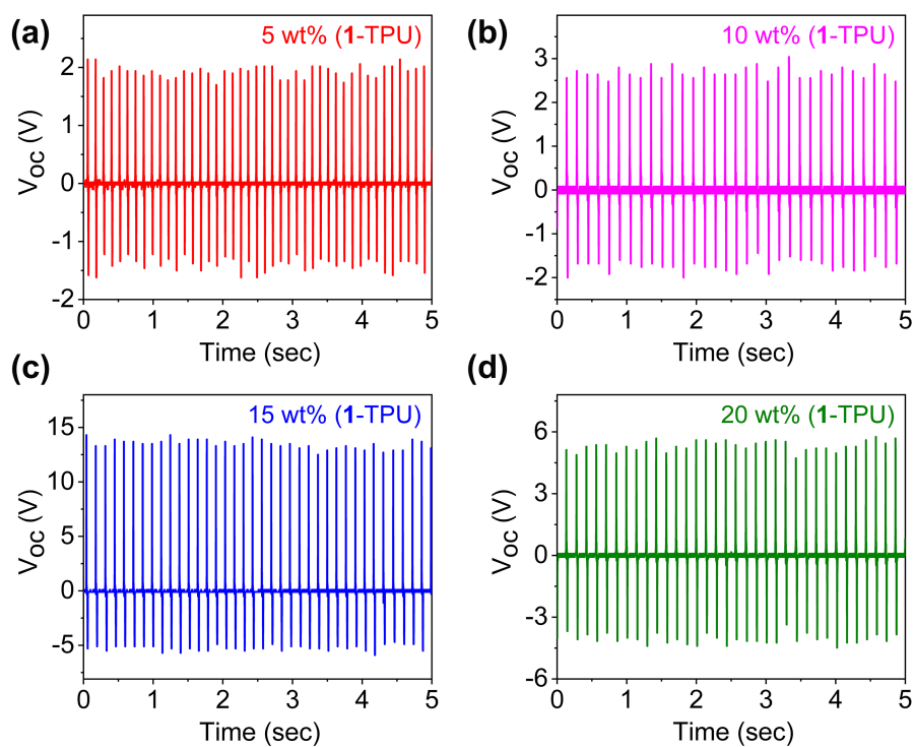 (a)
5 wt% (1-TPU)
2
1
0
-1
-2
Voc (V)
0 1 2 3 4 5
Time (sec)
(b)
10 wt% (1-TPU)
3
2
1
0
-1
-2
Voc (V)
0 1 2 3 4 5
Time (sec)
(c)
15 wt% (1-TPU)
15
10
5
0
-5
Voc (V)
0 1 2 3 4 5
Time (sec)
(d)
20 wt% (1-TPU)
6
3
0
-3
-6
Voc (V)
0 1 2 3 4 5
Time (sec)